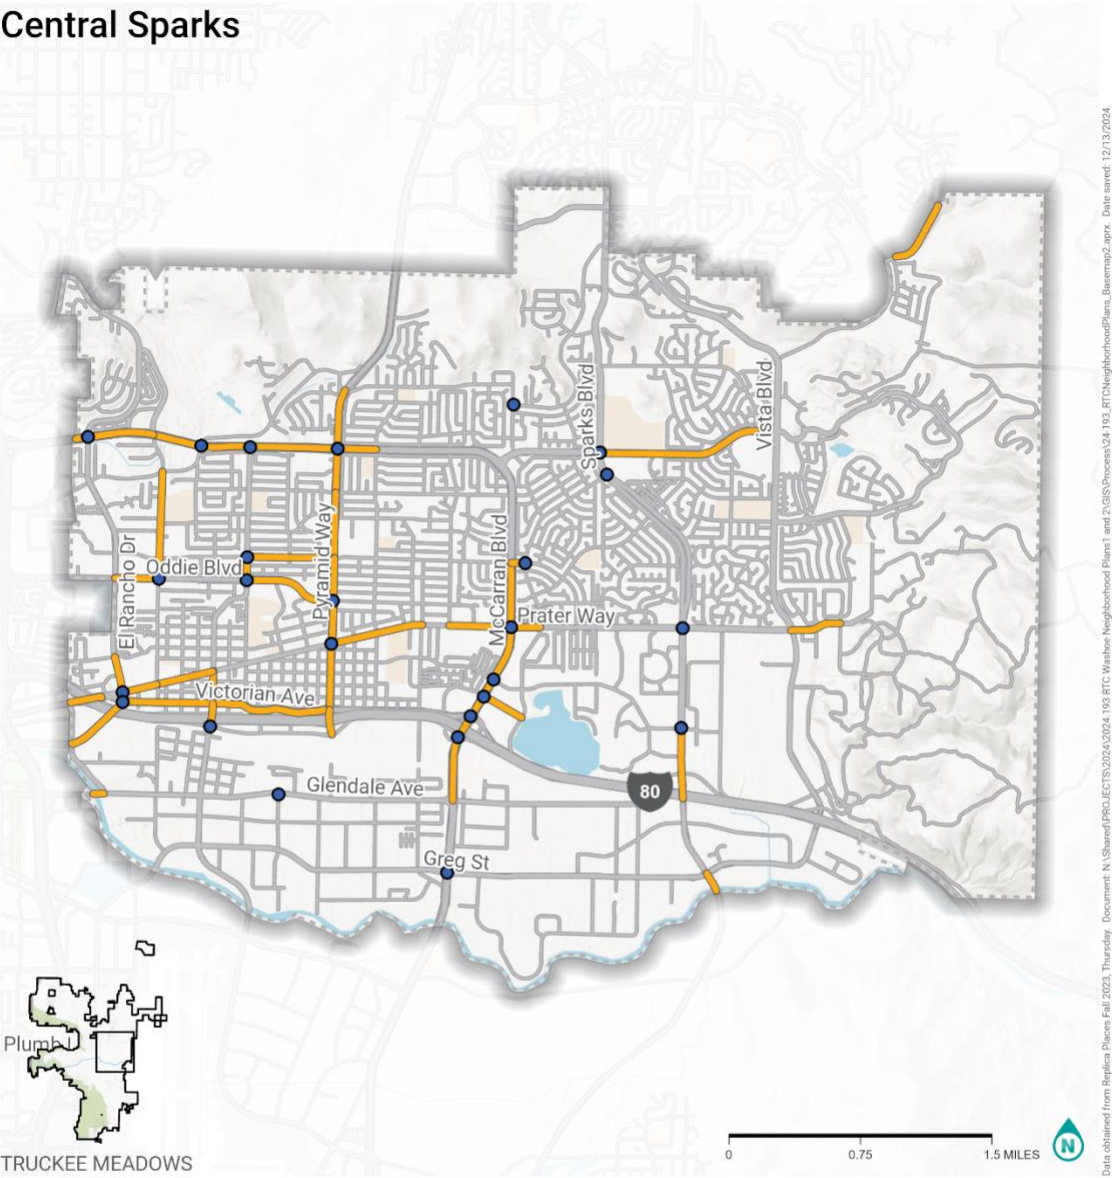 Central Sparks
Sparks Blvd
Vista Blvd
Pyramid Way
McCarran Blvd
El Rancho Dr
Oddie Blvd
Prater Way
Victorian Ave
Glendale Ave
80
Greg St
Plumb L
TRUCKEE MEADOWS
0 0.75 1.5 MILES
N
Data obtained from Replica Places Fall 2023, Thursday. Document: N:\Shared\PROJECTS\2024\2024.193 RTC Washoe Neighborhood Plans1 and 2\GIS\Process\24-193_RTCNeighborhoodPlans_Basemap2.aprx. Date saved: 12/13/2024.